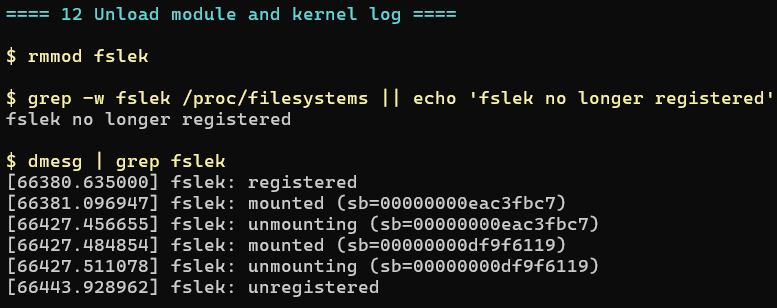 ==== 12 Unload module and kernel log ====
$ rmmod fslek
$ grep -w fslek /proc/filesystems || echo 'fslek no longer registered'
fslek no longer registered
$ dmesg | grep fslek
[66380.635000] fslek: registered
[66381.096947] fslek: mounted (sb=00000000eac3fbc7)
[66427.456655] fslek: unmounting (sb=00000000eac3fbc7)
[66427.484854] fslek: mounted (sb=00000000df9f6119)
[66427.511078] fslek: unmounting (sb=00000000df9f6119)
[66443.928962] fslek: unregistered